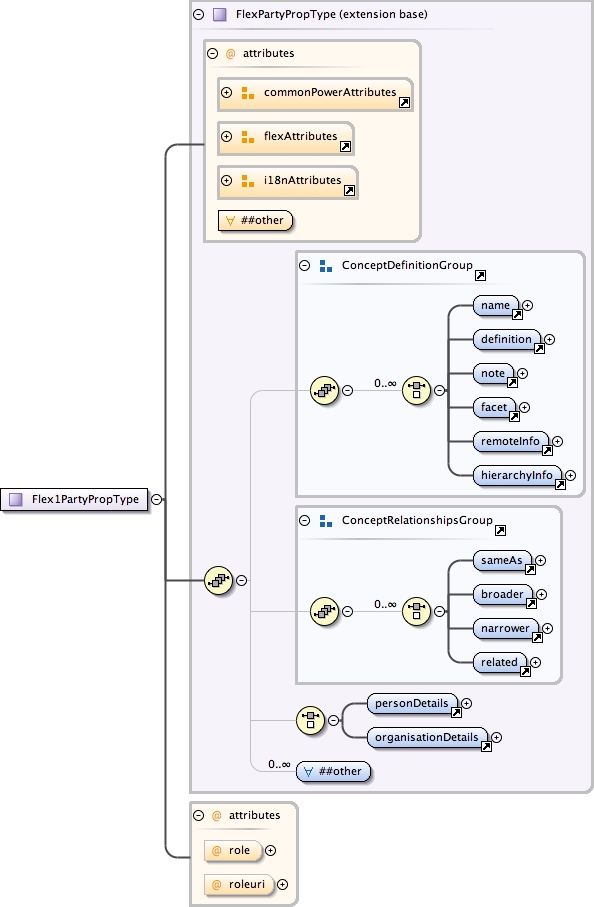 FlexPartyPropType (extension base)
@ attributes
commonPowerAttributes
flexAttributes
i18nAttributes
∀ ##other
ConceptDefinitionGroup
name
definition
0..∞
note
facet
remoteInfo
hierarchyInfo
Flex1PartyPropType
ConceptRelationshipsGroup
sameAs
broader
0..∞
narrower
related
personDetails
organisationDetails
0..∞
∀ ##other
@ attributes
@ role
@ roleuri